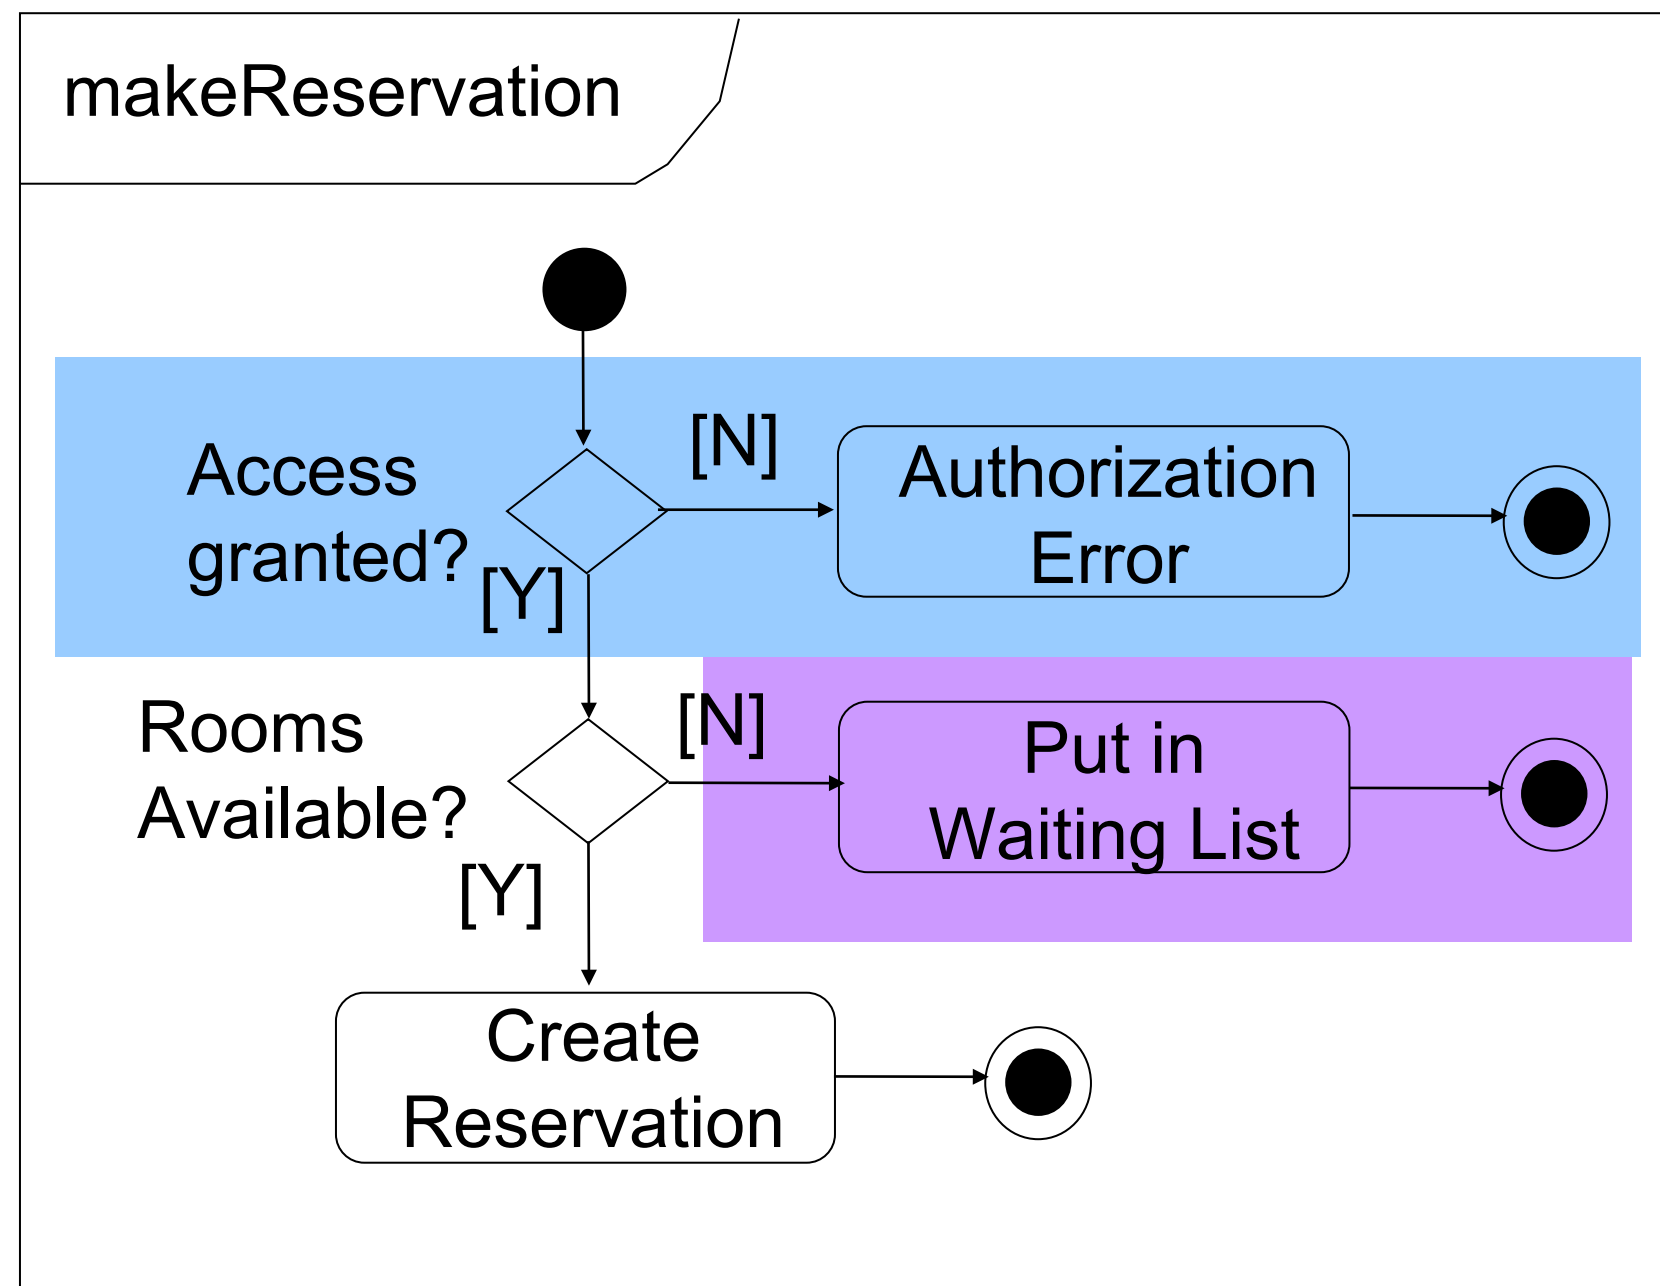 makeReservation
Access
granted?
[N]
Authorization
Error
[Y]
Rooms
Available?
[N]
Put in
Waiting List
[Y]
Create
Reservation